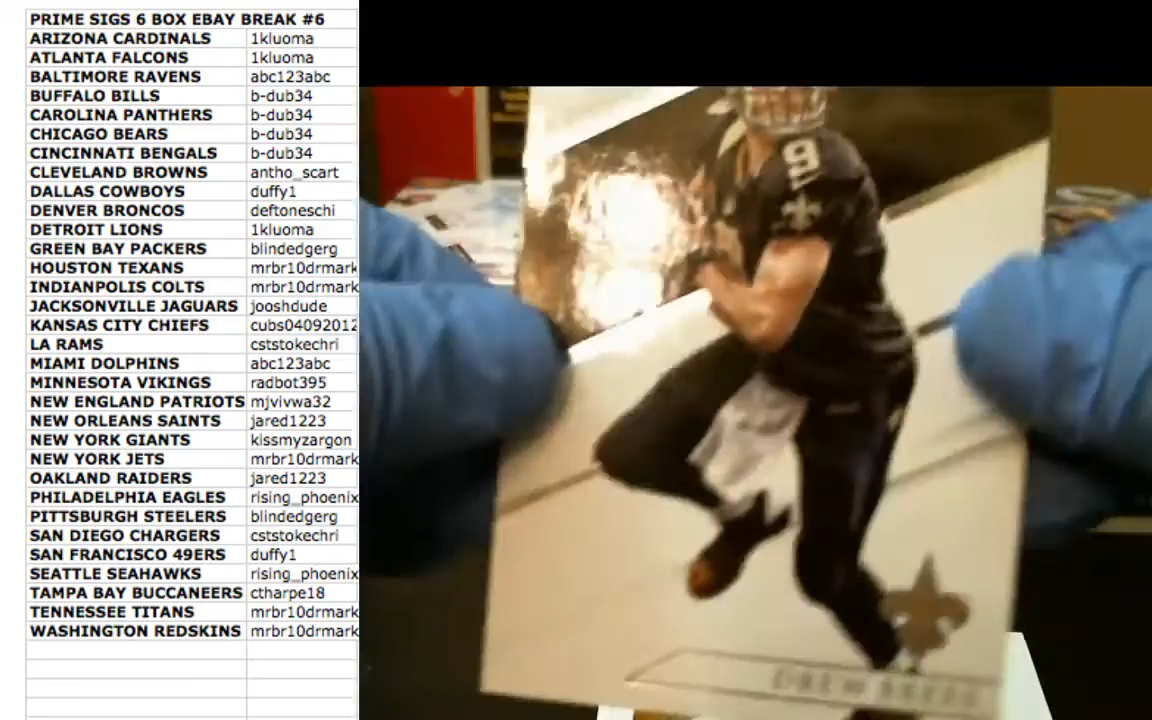 PRIME SIGS 6 BOX EBAY BREAK #6
ARIZONA CARDINALS 1kluoma
ATLANTA FALCONS 1kluoma
BALTIMORE RAVENS abc123abc
BUFFALO BILLS b-dub34
CAROLINA PANTHERS b-dub34
CHICAGO BEARS b-dub34
CINCINNATI BENGALS b-dub34
CLEVELAND BROWNS antho_scart
DALLAS COWBOYS duffy1
DENVER BRONCOS deftoneschi
DETROIT LIONS 1kluoma
GREEN BAY PACKERS blindedgerg
HOUSTON TEXANS mrbr10drmark
INDIANPOLIS COLTS mrbr10drmark
JACKSONVILLE JAGUARS jooshdude
KANSAS CITY CHIEFS cubs04092012
LA RAMS cststokechri
MIAMI DOLPHINS abc123abc
MINNESOTA VIKINGS radbot395
NEW ENGLAND PATRIOTS mjvivwa32
NEW ORLEANS SAINTS jared1223
NEW YORK GIANTS kissmyzargon
NEW YORK JETS mrbr10drmark
OAKLAND RAIDERS jared1223
PHILADELPHIA EAGLES rising_phoenix
PITTSBURGH STEELERS blindedgerg
SAN DIEGO CHARGERS cststokechri
SAN FRANCISCO 49ERS duffy1
SEATTLE SEAHAWKS rising_phoenix
TAMPA BAY BUCCANEERS ctharpe18
TENNESSEE TITANS mrbr10drmark
WASHINGTON REDSKINS mrbr10drmark
9
DREW BREES